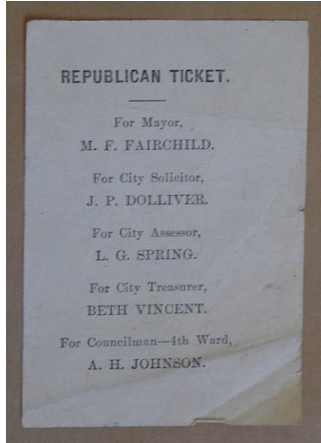 REPUBLICAN TICKET.
For Mayor,
M. F. FAIRCHILD.
For City Solicitor,
J. P. DOLLIVER.
For City Assessor,
L. G. SPRING.
For City Treasurer,
BETH VINCENT.
For Councilman—4th Ward,
A. H. JOHNSON.